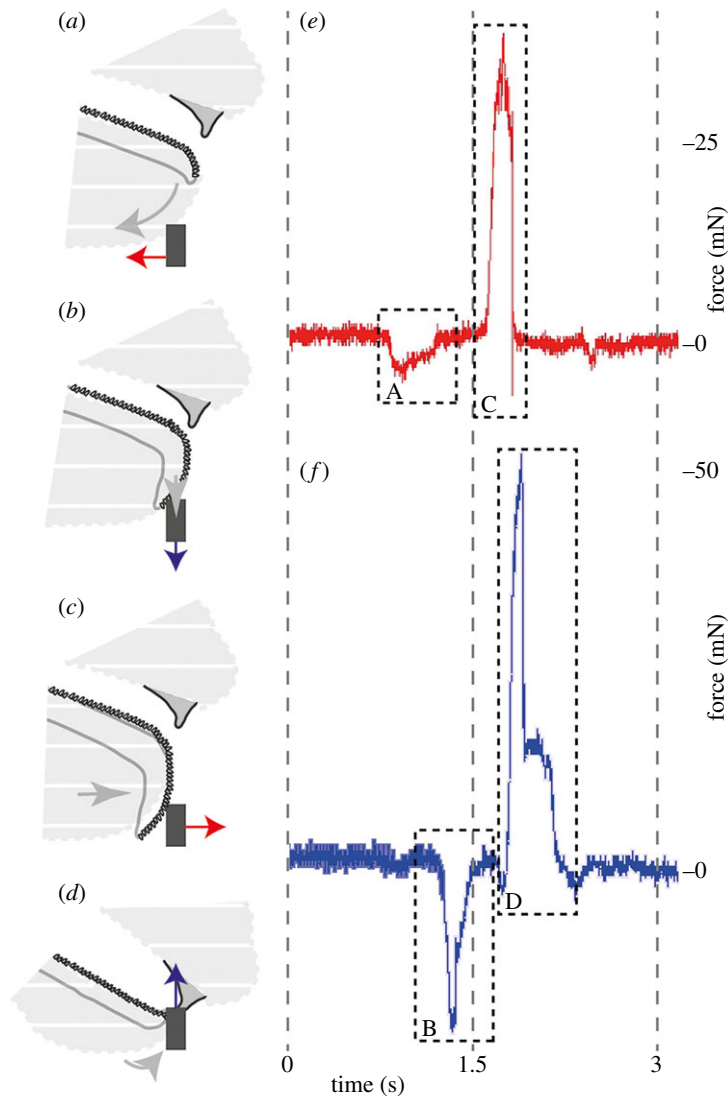 (a)
(b)
(c)
(d)
(e)
–25
force (mN)
–0
A
C
(f)
–50
force (mN)
–0
B
D
0
1.5
3
time (s)